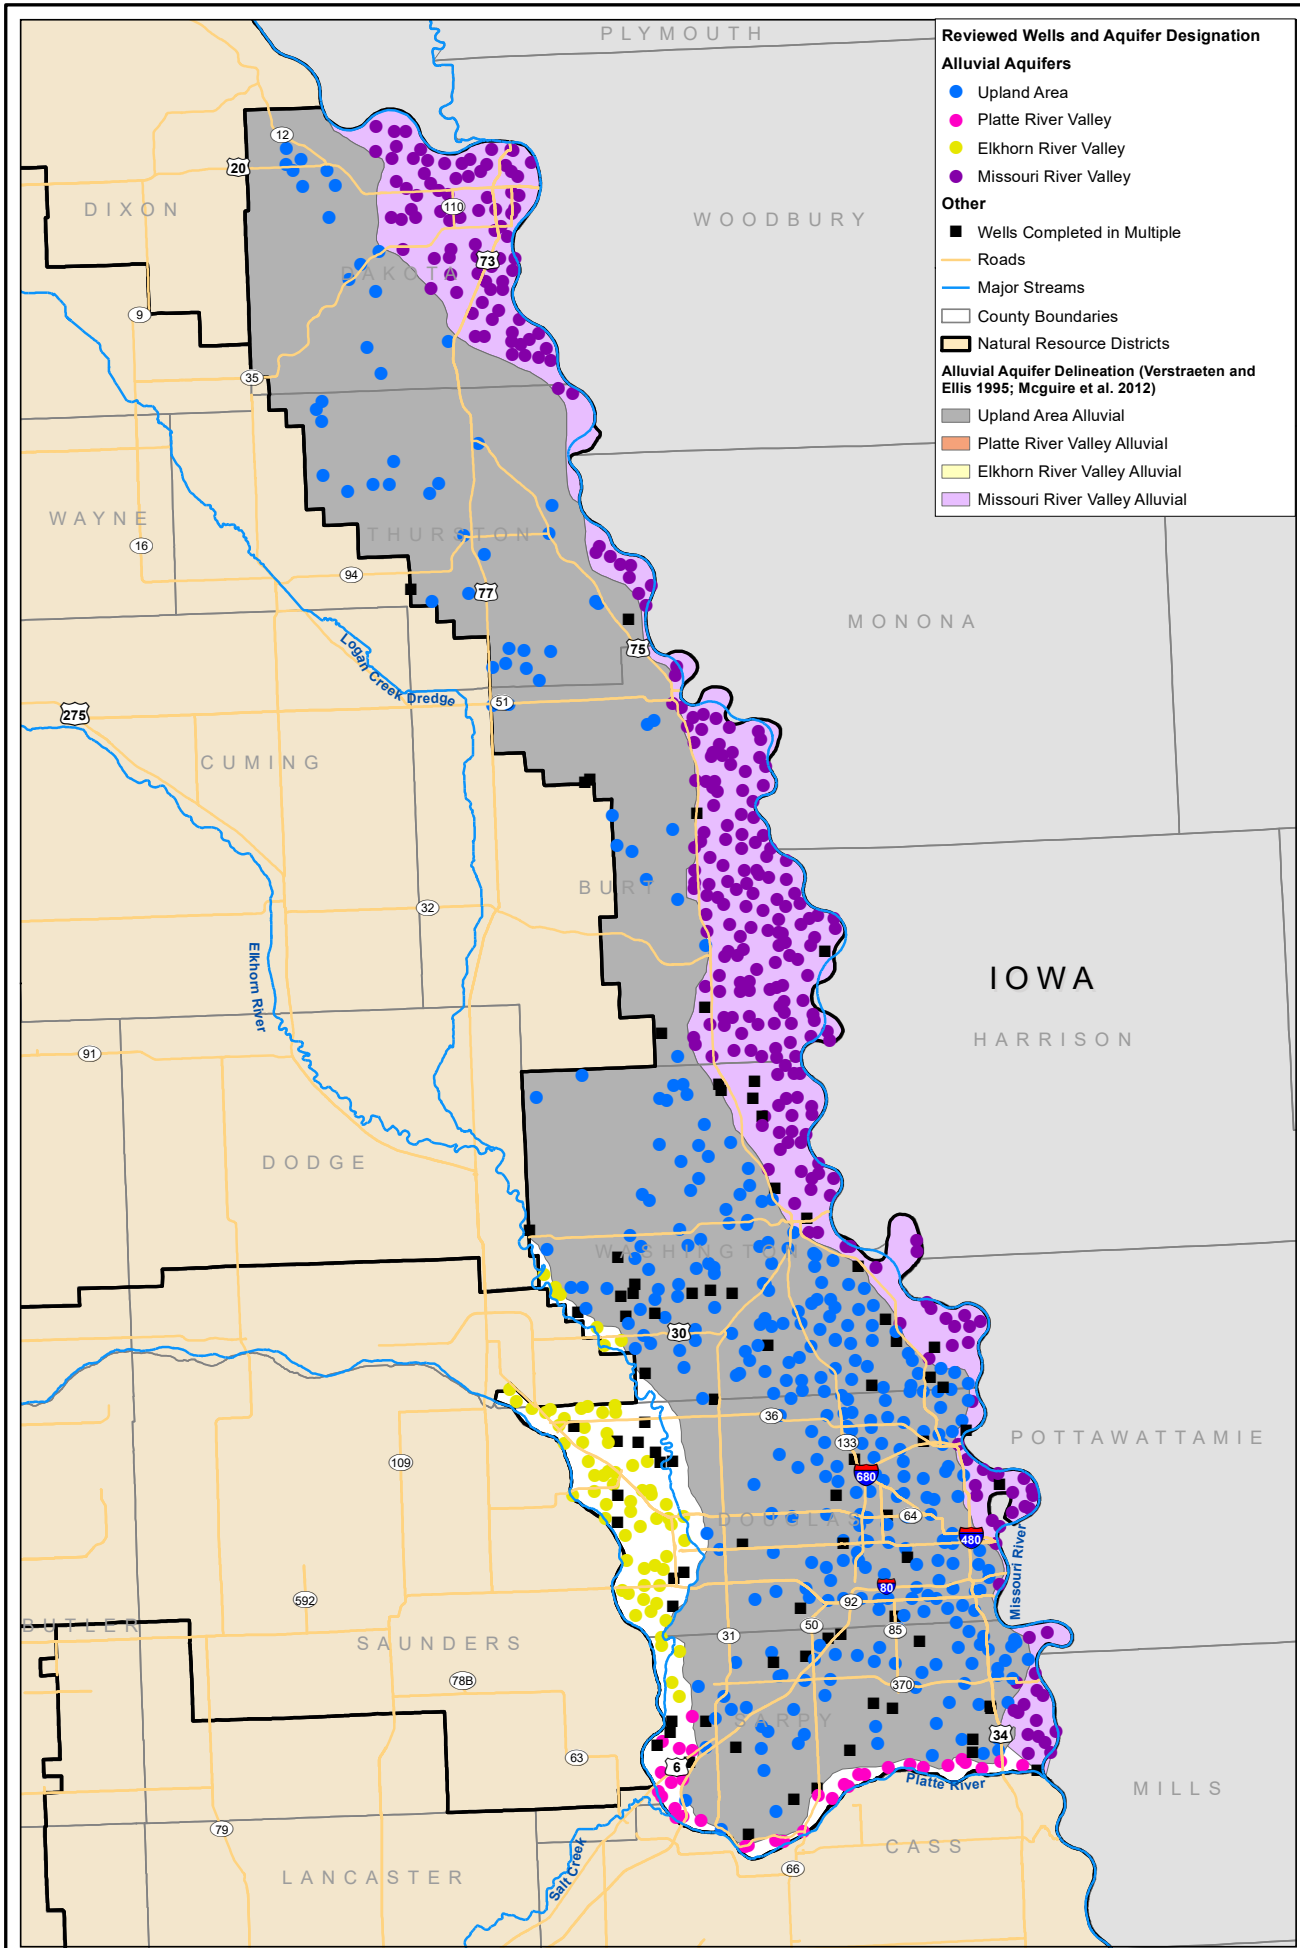 PLYMOUTH
Reviewed Wells and Aquifer Designation
Alluvial Aquifers
Upland Area
Platte River Valley
Elkhorn River Valley
Missouri River Valley
Other
Wells Completed in Multiple
Roads
Major Streams
County Boundaries
Natural Resource Districts
Alluvial Aquifer Delineation (Verstraeten and
Ellis 1995; Mcguire et al. 2012)
Upland Area Alluvial
Platte River Valley Alluvial
Elkhorn River Valley Alluvial
Missouri River Valley Alluvial
12
20
DIXON
110
WOODBURY
73
DAKOTA
9
35
WAYNE
THURSTON
16
94
77
MONONA
Logan Creek Dredge
75
51
275
CUMING
BURT
32
Elkhorn River
IOWA
HARRISON
91
DODGE
WASHINGTON
30
36
133
POTTAWATTAMIE
109
680
DOUGLAS
64
480
Missouri River
80
592
92
BUTLER
50
85
SAUNDERS
31
78B
370
SARPY
34
63
6
Platte River
MILLS
79
CASS
66
LANCASTER
Salt Creek